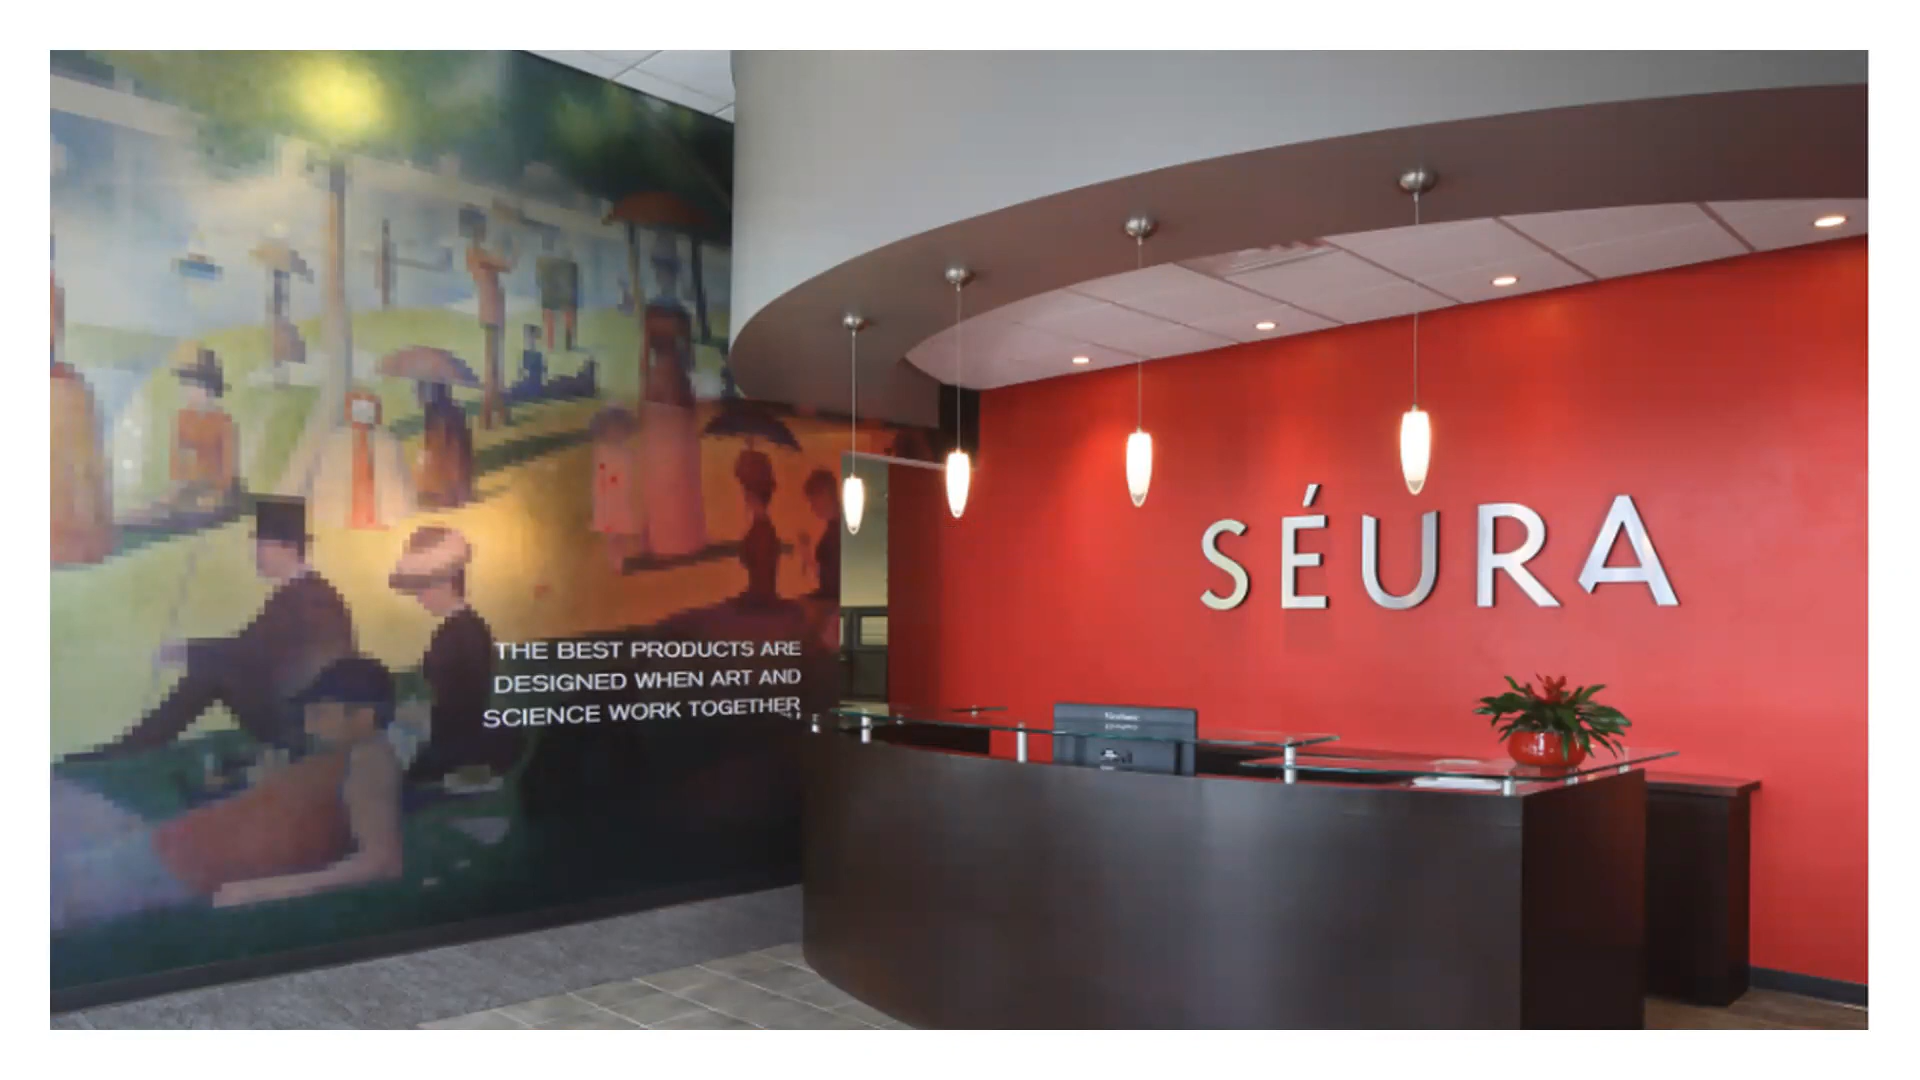 THE BEST PRODUCTS ARE
DESIGNED WHEN ART AND
SCIENCE WORK TOGETHER
SÉURA